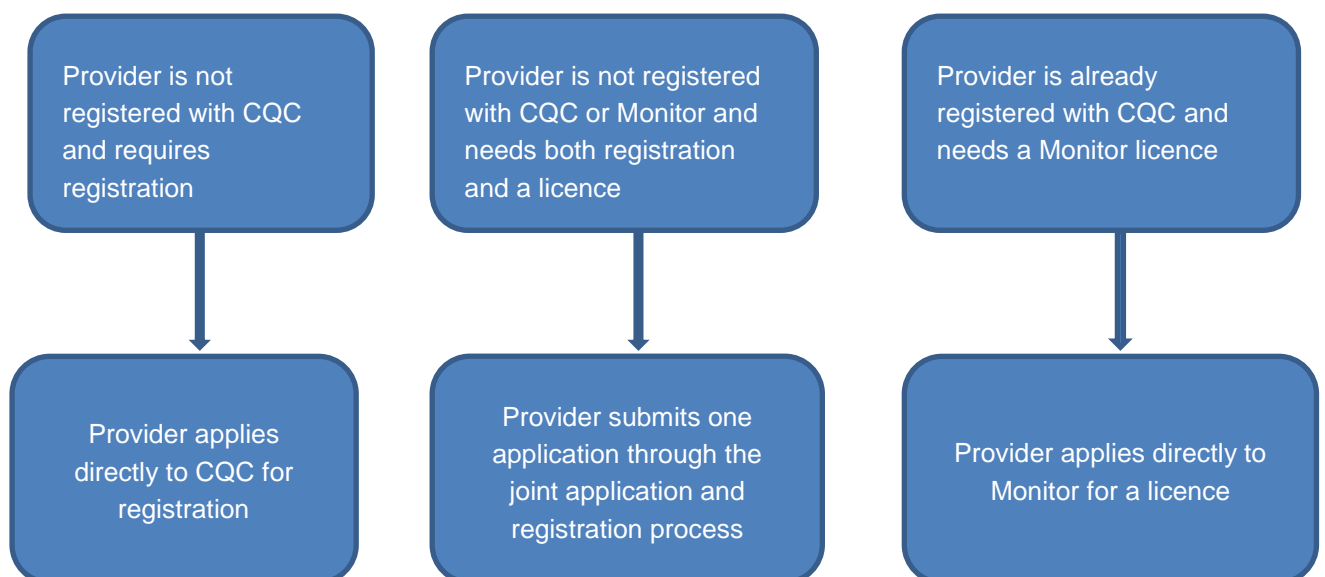 Provider is not
registered with CQC
and requires
registration
Provider is not registered
with CQC or Monitor and
needs both registration
and a licence
Provider is already
registered with CQC and
needs a Monitor licence
Provider applies
directly to CQC for
registration
Provider submits one
application through the
joint application and
registration process
Provider applies directly to
Monitor for a licence